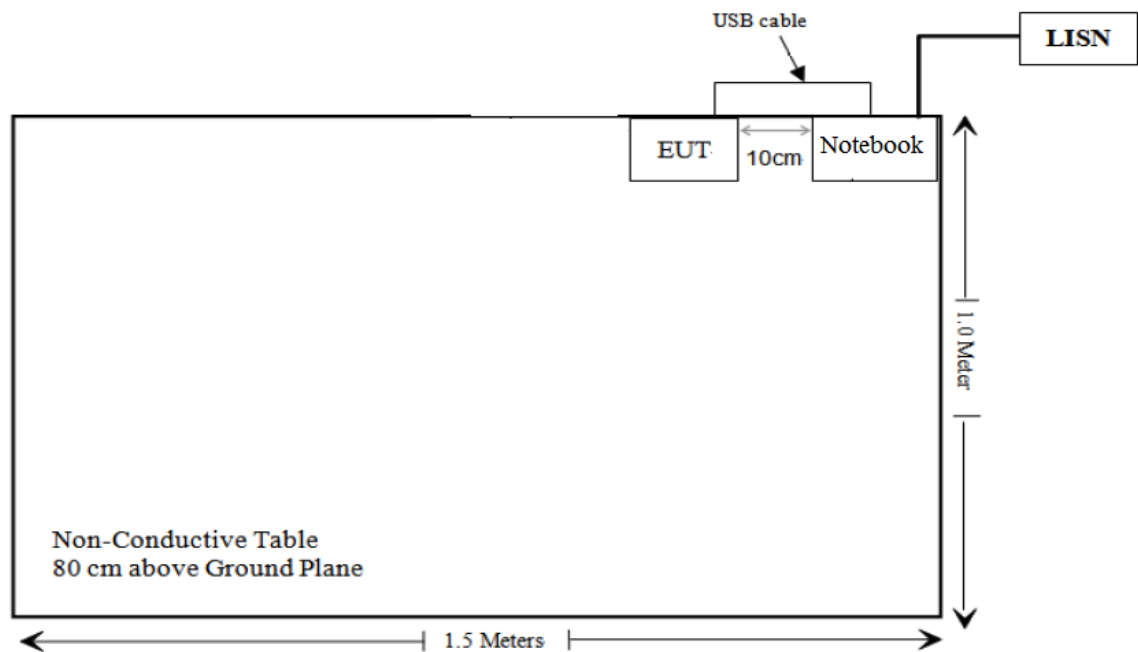 USB cable
LISN
EUT
10cm
Notebook
1.0 Meter
Non-Conductive Table
80 cm above Ground Plane
1.5 Meters